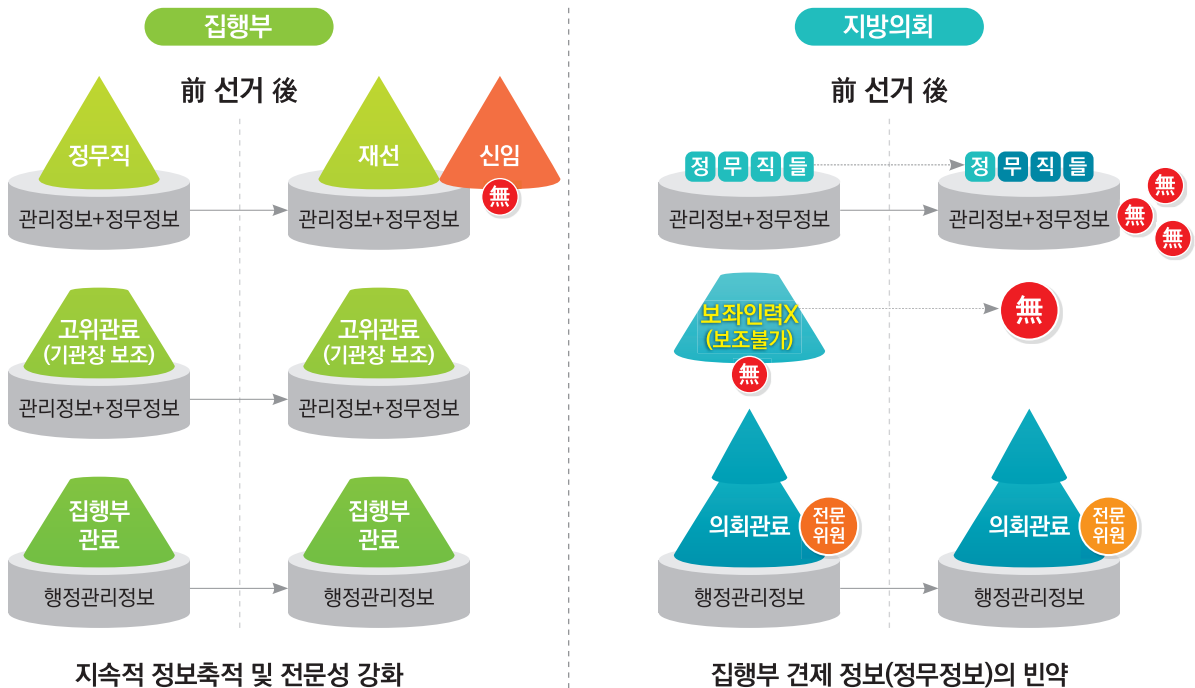 집행부
前 선거 後
정무직
재선
신임
無
관리정보+정무정보
관리정보+정무정보
고위관료
(기관장 보조)
고위관료
(기관장 보조)
관리정보+정무정보
관리정보+정무정보
집행부
관료
집행부
관료
행정관리정보
행정관리정보
지속적 정보축적 및 전문성 강화
지방의회
前 선거 後
정무직들
정무직들
無
無
無
관리정보+정무정보
관리정보+정무정보
보좌인력X
(보조불가)
無
無
의회관료
전문
위원
의회관료
전문
위원
행정관리정보
행정관리정보
집행부 견제 정보(정무정보)의 빈약